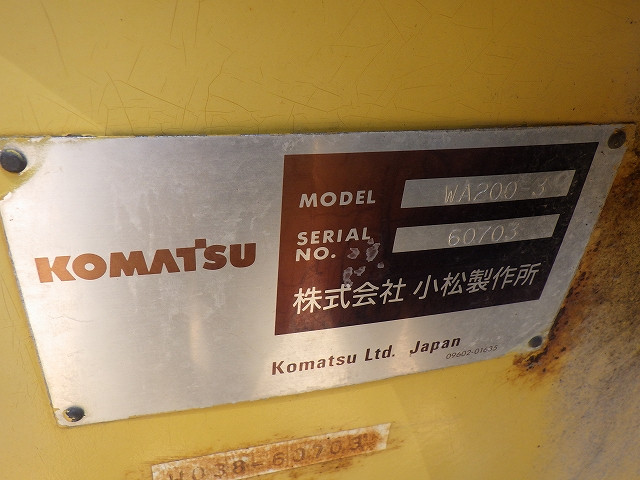 KOMATSU
MODEL WA200-3
SERIAL NO. 60703
株式会社 小松製作所
Komatsu Ltd. Japan
09602-01635
W038-60703